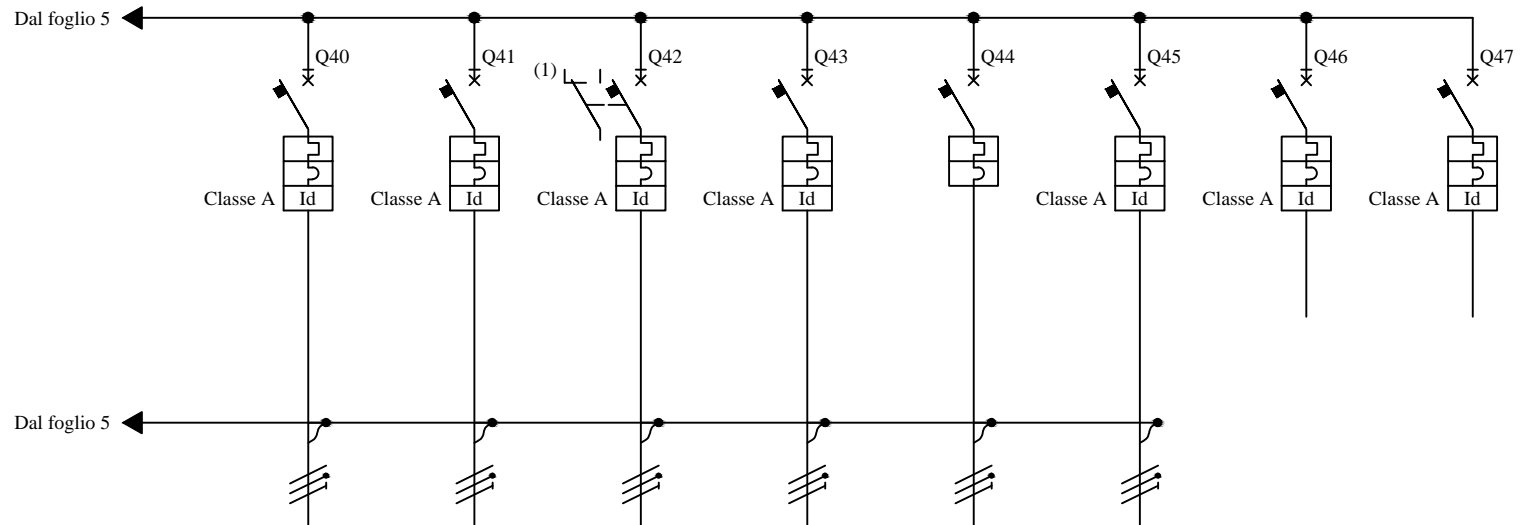 Dal foglio 5
Q40 Q41 (1) Q42 Q43 Q44 Q45 Q46 Q47
Classe A Id Classe A Id Classe A Id Classe A Id Classe A Id Classe A Id Classe A Id
Dal foglio 5